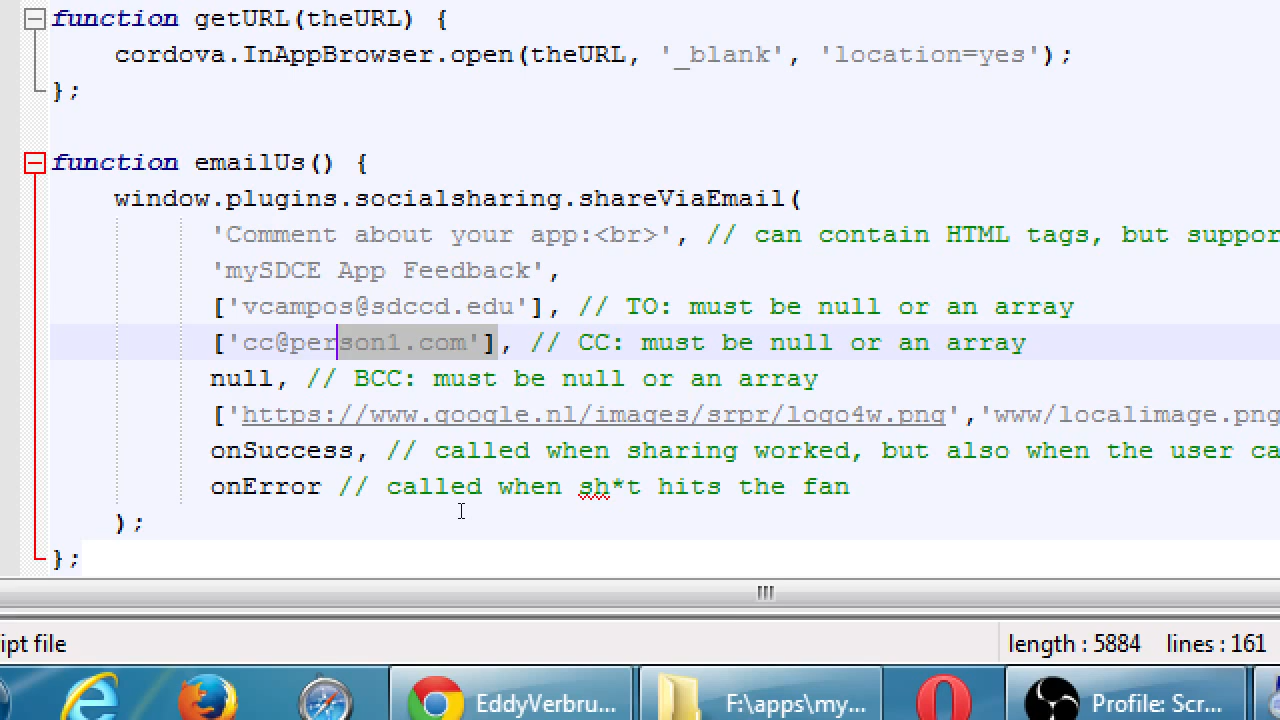 function getURL(theURL) {
cordova.InAppBrowser.open(theURL, '_blank', 'location=yes');
};
function emailUs() {
window.plugins.socialsharing.shareViaEmail(
'Comment about your app:<br>', // can contain HTML tags, but suppor
'mySDCE App Feedback',
['vcampos@sdccd.edu'], // TO: must be null or an array
['cc@person1.com'], // CC: must be null or an array
null, // BCC: must be null or an array
['https://www.google.nl/images/srpr/logo4w.png','www/localimage.png
onSuccess, // called when sharing worked, but also when the user ca
onError // called when sh*t hits the fan
);
};
ipt file length : 5884 lines : 161
EddyVerbru... F:\apps\my... Profile: Scr...